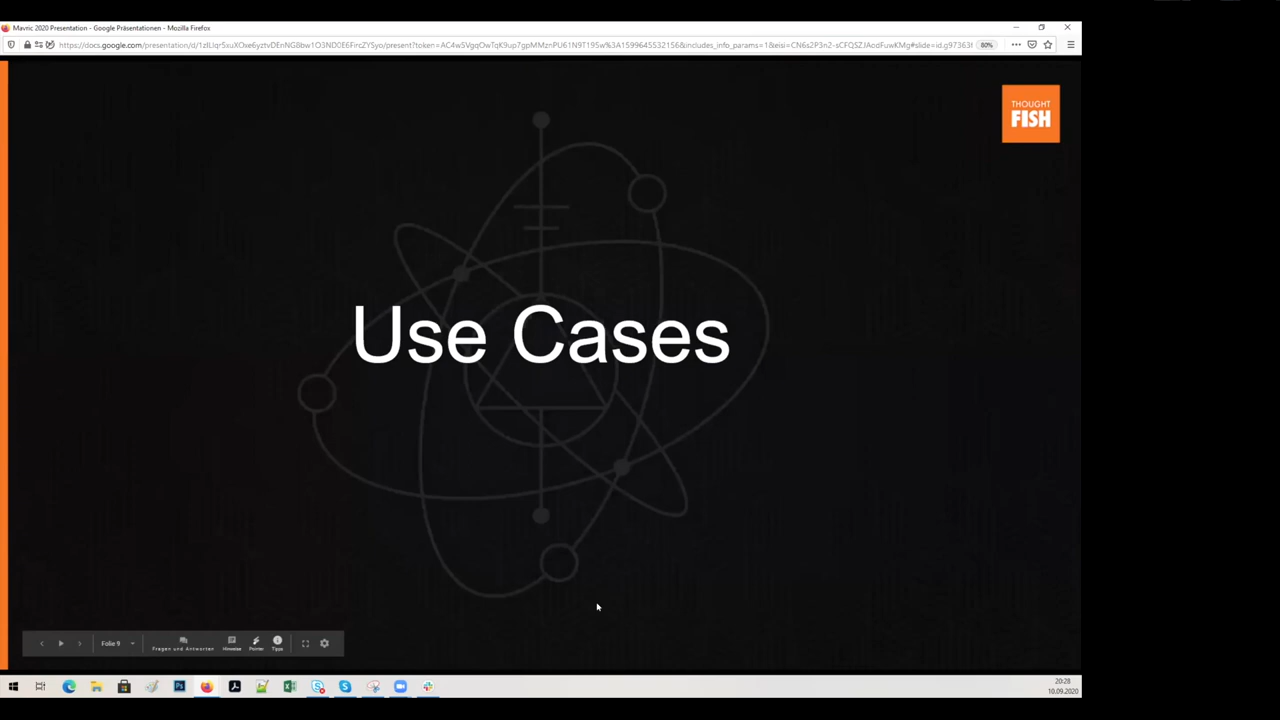 Mavric 2020 Presentation - Google Präsentationen - Mozilla Firefox
80%
THOUGHT
FISH
Use Cases
Folie 9
Fragen und Antworten
Hinweise
Pointer
Tipps
20:28
10.09.2020